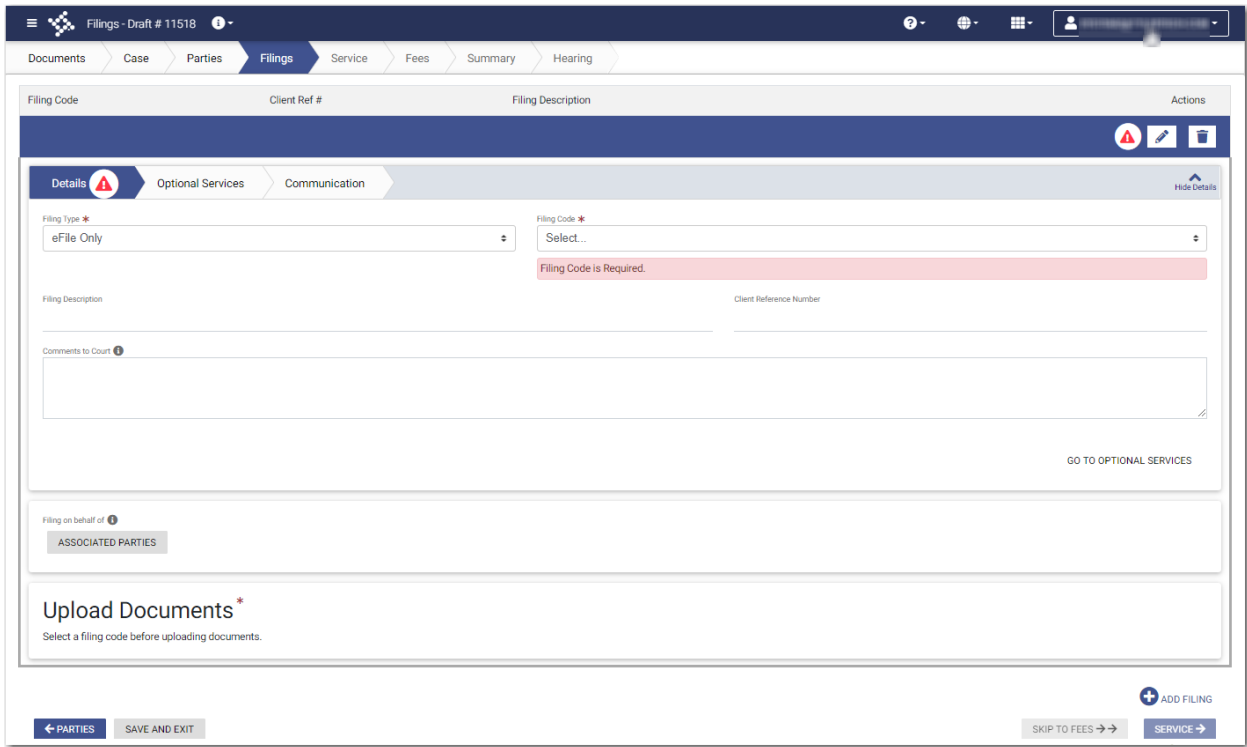 Filings - Draft # 11518
Documents Case Parties Filings Service Fees Summary Hearing
Filing Code Client Ref # Filing Description Actions
Details Optional Services Communication Hide Details
Filing Type * Filing Code *
eFile Only Select...
Filing Code is Required.
Filing Description Client Reference Number
Comments to Court
GO TO OPTIONAL SERVICES
Filing on behalf of
ASSOCIATED PARTIES
Upload Documents*
Select a filing code before uploading documents.
ADD FILING
PARTIES SAVE AND EXIT SKIP TO FEES SERVICE